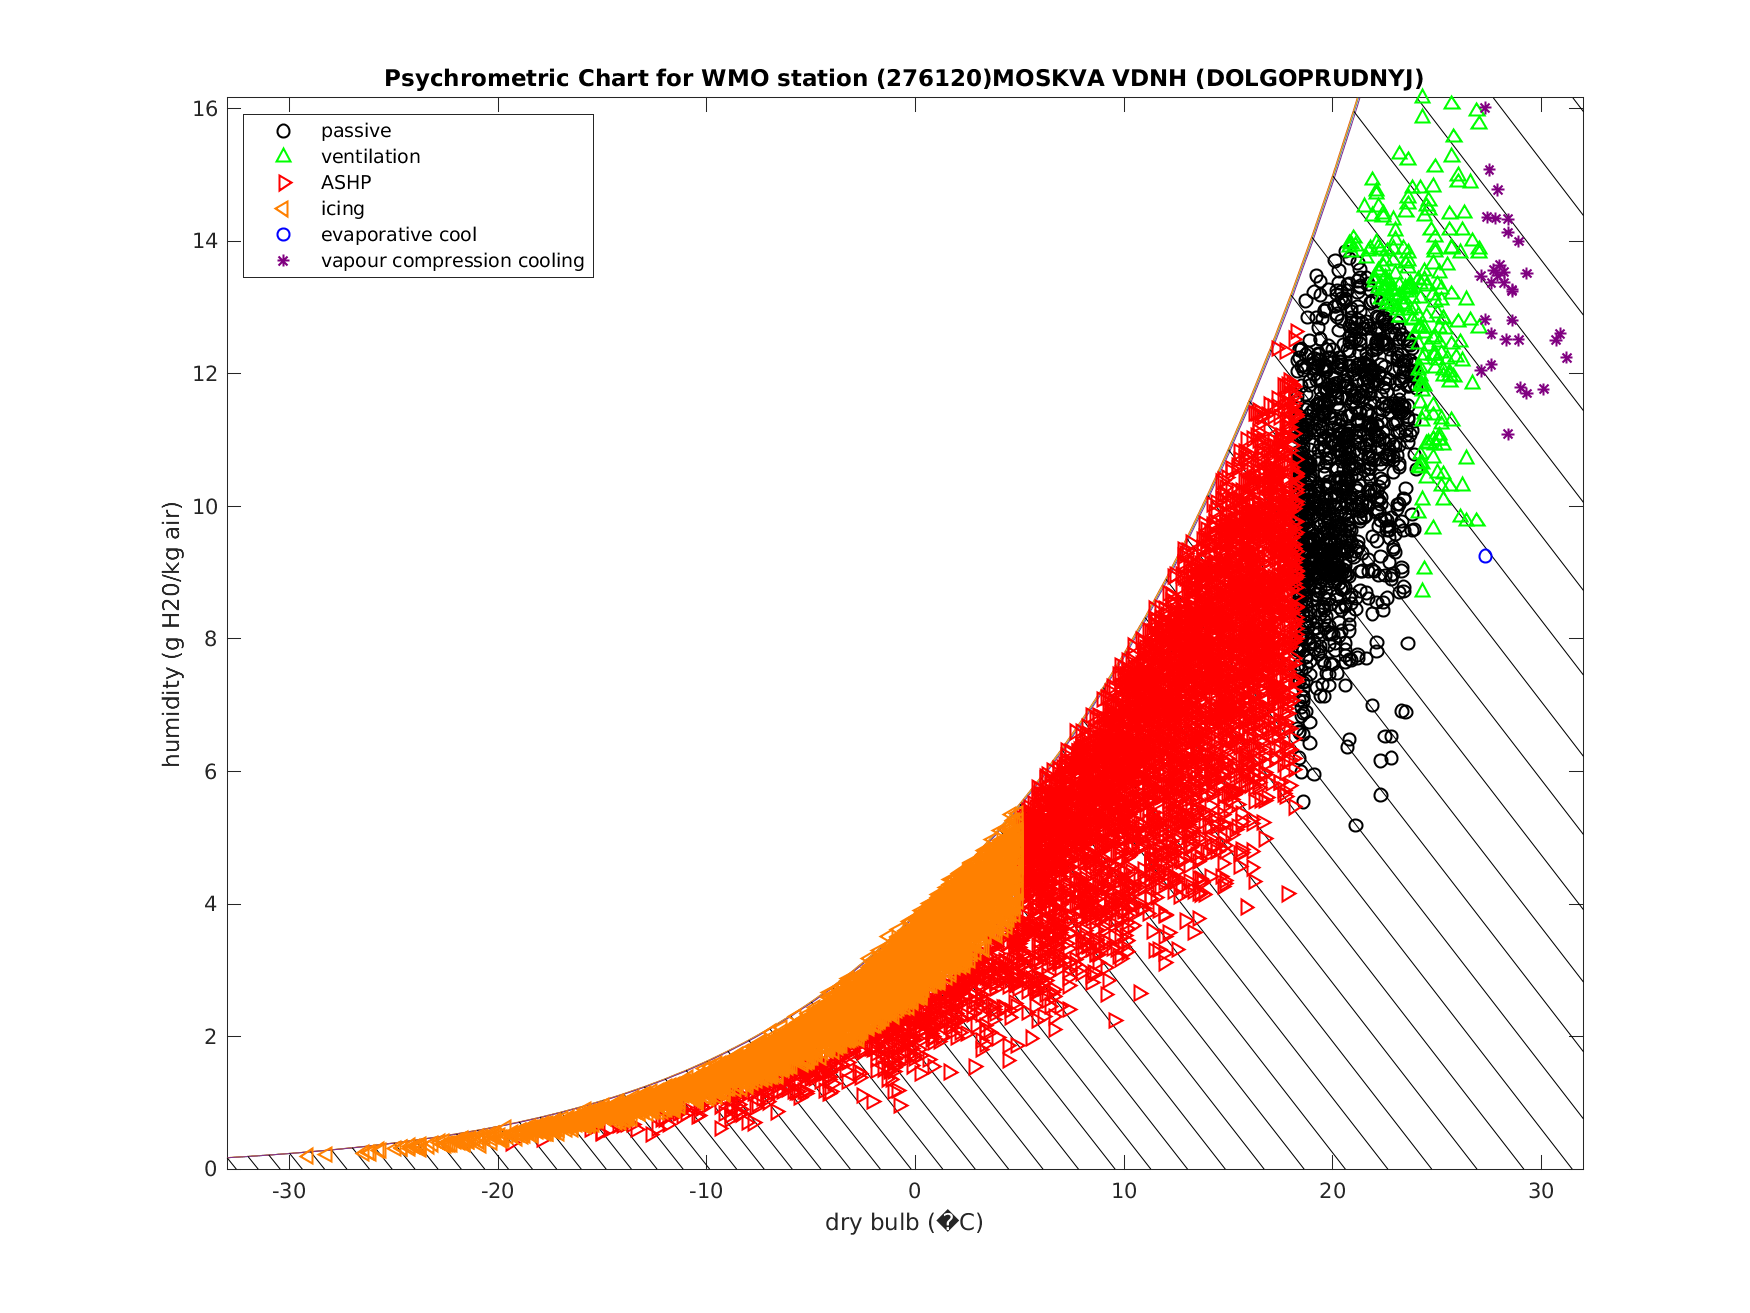 Psychrometric Chart for WMO station (276120)MOSKVA VDNH (DOLGOPRUDNYJ)
passive
ventilation
ASHP
icing
evaporative cool
vapour compression cooling
humidity (g H20/kg air)
16
14
12
10
8
6
4
2
0
-30 -20 -10 0 10 20 30
dry bulb (�C)